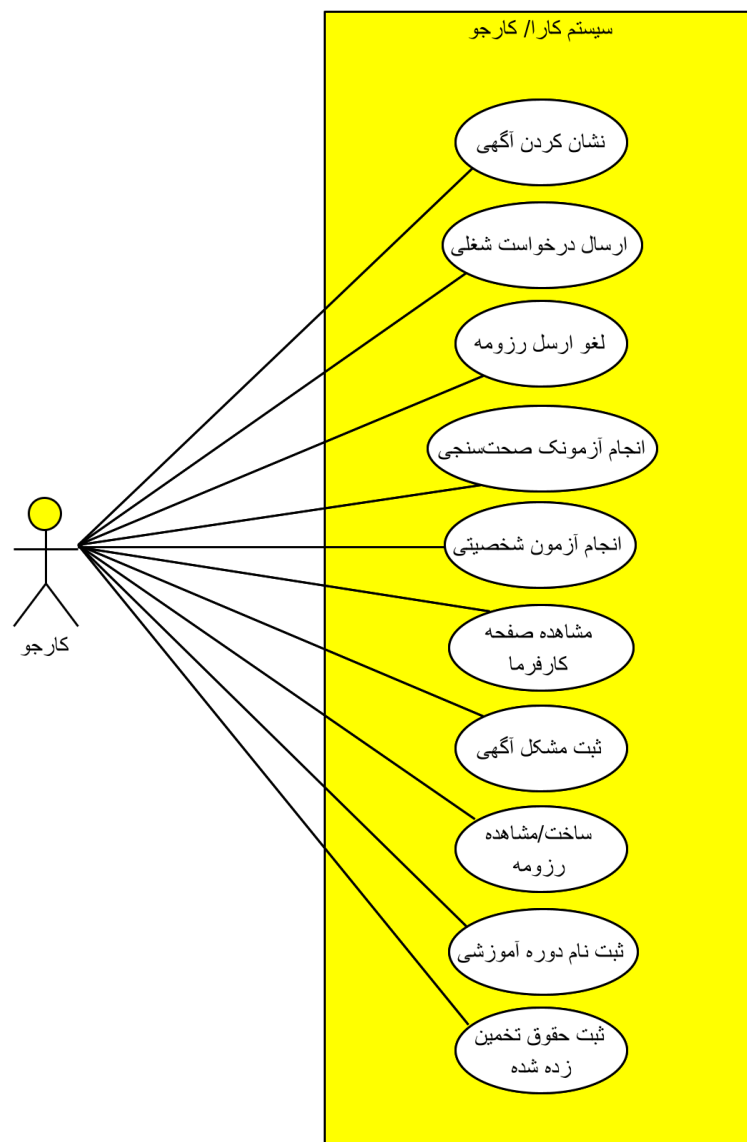 سیستم کارا/ کارجو
نشان کردن آگهی
ارسال درخواست شغلی
لغو ارسل رزومه
انجام آزمونک صحت‌سنجی
انجام آزمون شخصیتی
مشاهده صفحه
کارفرما
ثبت مشکل آگهی
ساخت/مشاهده
رزومه
ثبت نام دوره آموزشی
ثبت حقوق تخمین
زده شده
کارجو